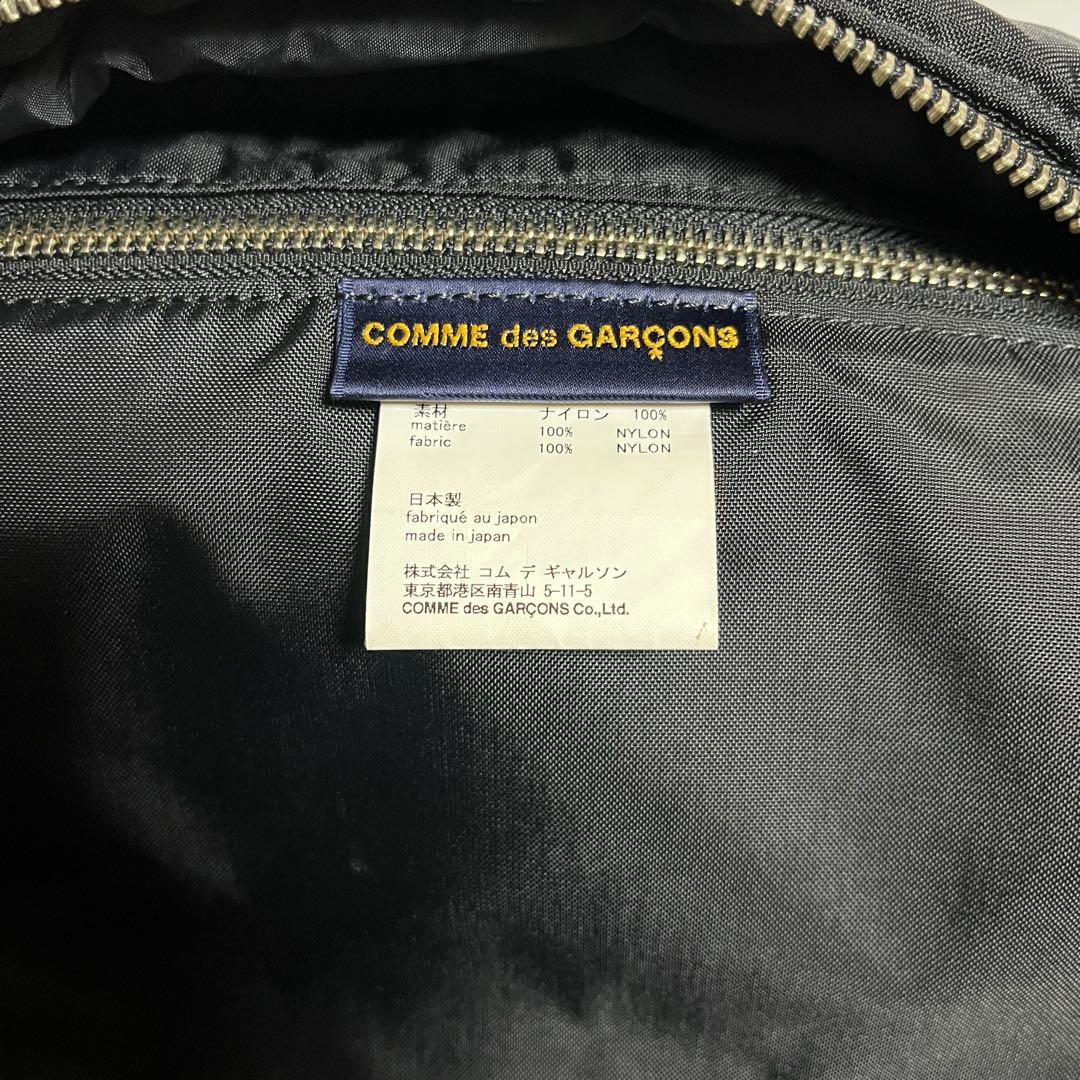 COMME des GARÇONS
素材 ナイロン 100%
matière 100% NYLON
fabric 100% NYLON
日本製
fabriqué au japon
made in japan
株式会社 コム デ ギャルソン
東京都港区南青山 5-11-5
COMME des GARÇONS Co.,Ltd.